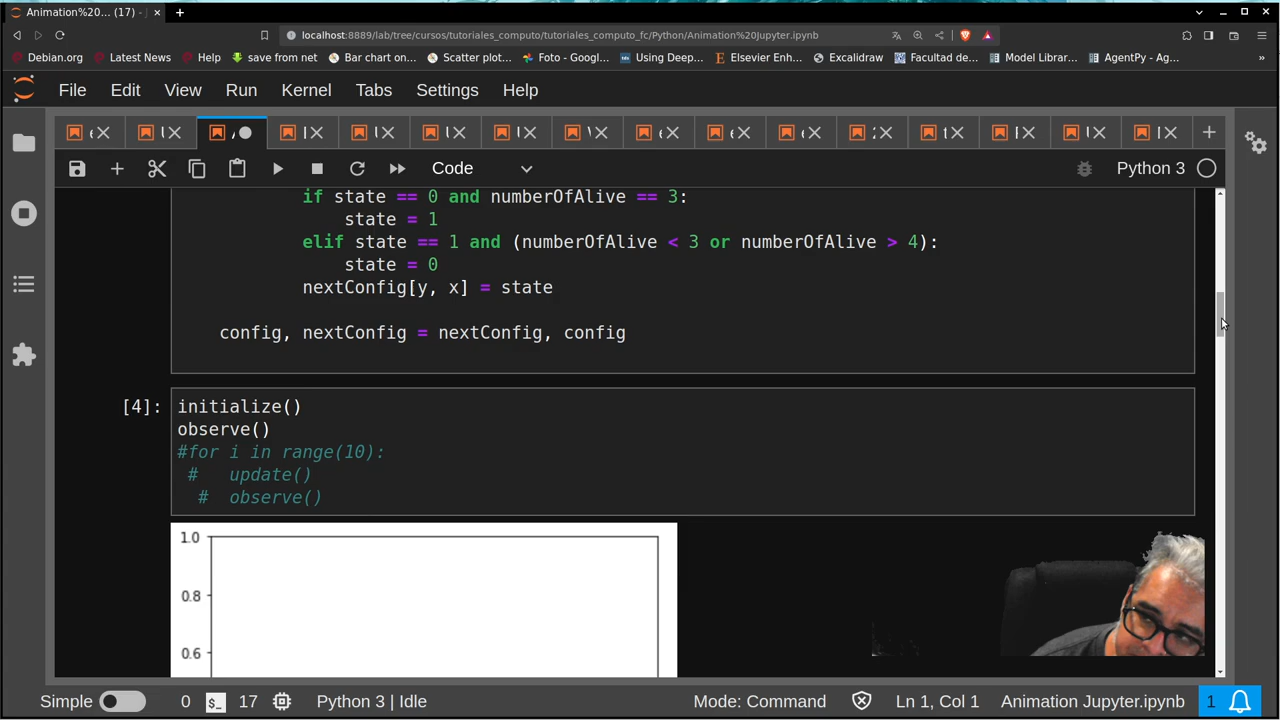 Animation%20... (17) - J
localhost:8889/lab/tree/cursos/tutoriales_computo/tutoriales_computo_fc/Python/Animation%20Jupyter.ipynb
Debian.org Latest News Help save from net Bar chart on... Scatter plot... Foto - Googl... Using Deep... Elsevier Enh... Excalidraw Facultad de... Model Librar... AgentPy - Ag... »
File Edit View Run Kernel Tabs Settings Help
Code Python 3
if state == 0 and numberOfAlive == 3:
state = 1
elif state == 1 and (numberOfAlive < 3 or numberOfAlive > 4):
state = 0
nextConfig[y, x] = state
config, nextConfig = nextConfig, config
[4]: initialize()
observe()
#for i in range(10):
# update()
# observe()
1.0
0.8
0.6
Simple 0 $_ 17 Python 3 | Idle Mode: Command Ln 1, Col 1 Animation Jupyter.ipynb 1